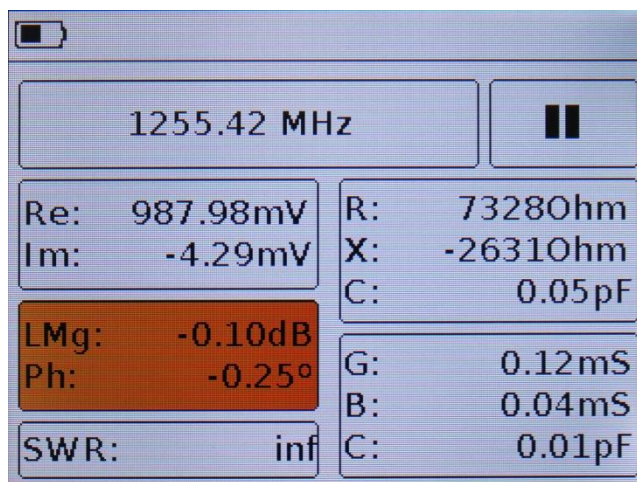 1255.42 MHz
Re: 987.98mV
Im: -4.29mV
LMg: -0.10dB
Ph: -0.25º
SWR: inf
R: 7328Ohm
X: -2631Ohm
C: 0.05pF
G: 0.12mS
B: 0.04mS
C: 0.01pF